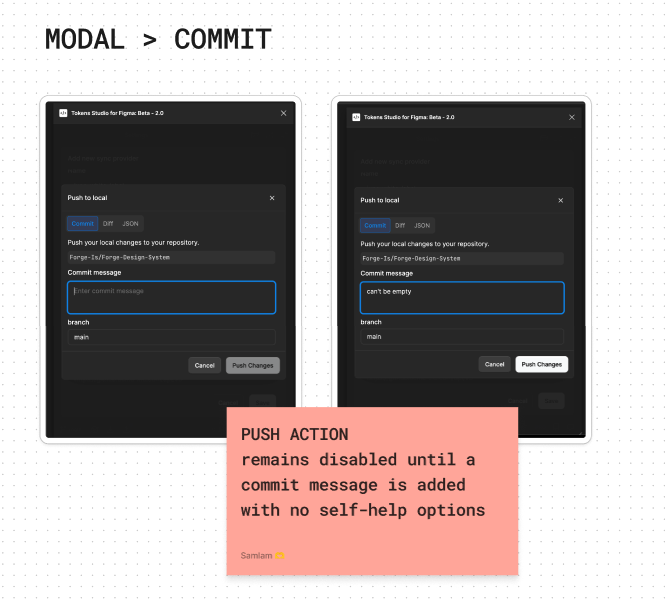 MODAL > COMMIT
Tokens Studio for Figma: Beta - 2.0
Push to local
Commit Diff JSON
Push your local changes to your repository.
Forge-Is/Forge-Design-System
Commit message
Enter commit message
branch
main
Cancel Push Changes
Tokens Studio for Figma: Beta - 2.0
Push to local
Commit Diff JSON
Push your local changes to your repository.
Forge-Is/Forge-Design-System
Commit message
can't be empty
branch
main
Cancel Push Changes
PUSH ACTION
remains disabled until a
commit message is added
with no self-help options